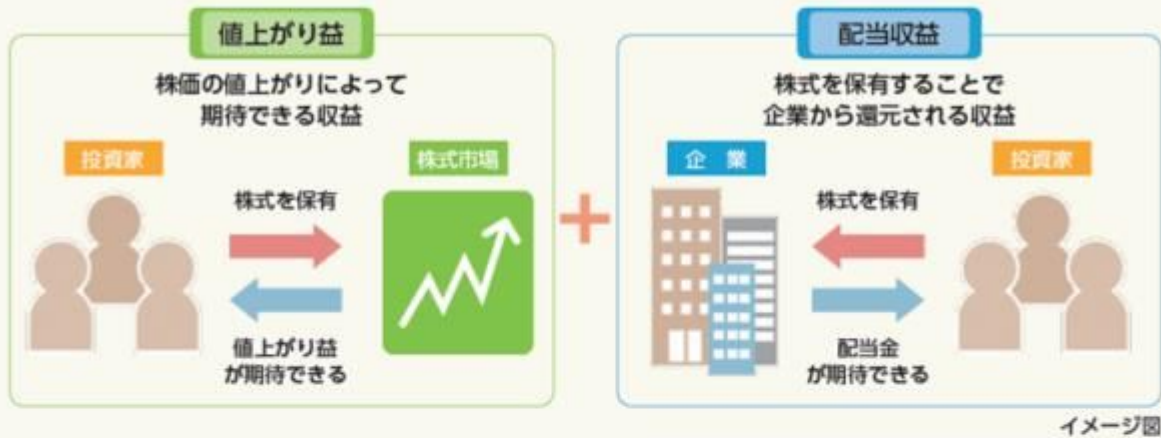 値上がり益
株価の値上がりによって
期待できる収益
投資家
株式市場
株式を保有
値上がり益
が期待できる
配当収益
株式を保有することで
企業から還元される収益
企 業
投資家
株式を保有
配当金
が期待できる
イメージ図